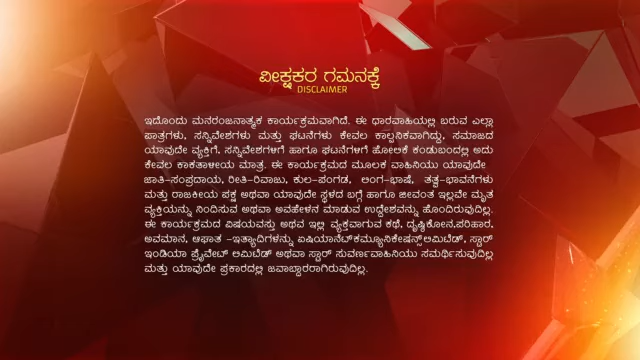 ವೀಕ್ಷಕರ ಗಮನಕ್ಕೆ
DISCLAIMER
ಇದೊಂದು ಮನರಂಜನಾತ್ಮಕ ಕಾರ್ಯಕ್ರಮವಾಗಿದೆ. ಈ ಧಾರವಾಹಿಯಲ್ಲಿ ಬರುವ ಎಲ್ಲಾ
ಪಾತ್ರಗಳು, ಸನ್ನಿವೇಶಗಳು ಮತ್ತು ಘಟನೆಗಳು ಕೇವಲ ಕಾಲ್ಪನಿಕವಾಗಿದ್ದು, ಸಮಾಜದ
ಯಾವುದೇ ವ್ಯಕ್ತಿಗೆ, ಸನ್ನಿವೇಶಗಳಿಗೆ ಹಾಗೂ ಘಟನೆಗಳಿಗೆ ಹೋಲಿಕೆ ಕಂಡುಬಂದಲ್ಲಿ ಅದು
ಕೇವಲ ಕಾಕತಾಳೀಯ ಮಾತ್ರ. ಈ ಕಾರ್ಯಕ್ರಮದ ಮೂಲಕ ವಾಹಿನಿಯು ಯಾವುದೇ
ಜಾತಿ-ಸಂಪ್ರದಾಯ, ರೀತಿ-ರಿವಾಜು, ಕುಲ-ಪಂಗಡ, ಲಿಂಗ-ಭಾಷೆ, ತತ್ವ-ಭಾವನೆಗಳು
ಮತ್ತು ರಾಜಕೀಯ ಪಕ್ಷ ಅಥವಾ ಯಾವುದೇ ಸ್ಥಳದ ಬಗ್ಗೆ ಹಾಗೂ ಜೀವಂತ ಇಲ್ಲವೇ ಮೃತ
ವ್ಯಕ್ತಿಯನ್ನು ನಿಂದಿಸುವ ಅಥವಾ ಅವಹೇಳನ ಮಾಡುವ ಉದ್ದೇಶವನ್ನು ಹೊಂದಿರುವುದಿಲ್ಲ.
ಈ ಕಾರ್ಯಕ್ರಮದ ವಿಷಯವಸ್ತು ಅಥವ ಇಲ್ಲಿ ವ್ಯಕ್ತವಾಗುವ ಕಥೆ, ದೃಷ್ಠಿಕೋನ,ಪರಿಹಾರ,
ಅವಮಾನ, ಆಘಾತ -ಇತ್ಯಾದಿಗಳನ್ನು ಏಷಿಯಾನೆಟ್‌ಕಮ್ಯೂನಿಕೇಷನ್ಸ್‌ಲಿಮಿಟೆಡ್, ಸ್ಟಾರ್
ಇಂಡಿಯಾ ಪ್ರೈವೇಟ್ ಲಿಮಿಟೆಡ್ ಅಥವಾ ಸ್ಟಾರ್ ಸುವರ್ಣವಾಹಿನಿಯು ಸಮರ್ಥಿಸುವುದಿಲ್ಲ
ಮತ್ತು ಯಾವುದೇ ಪ್ರಕಾರದಲ್ಲಿ ಜವಾಬ್ದಾರರಾಗಿರುವುದಿಲ್ಲ.